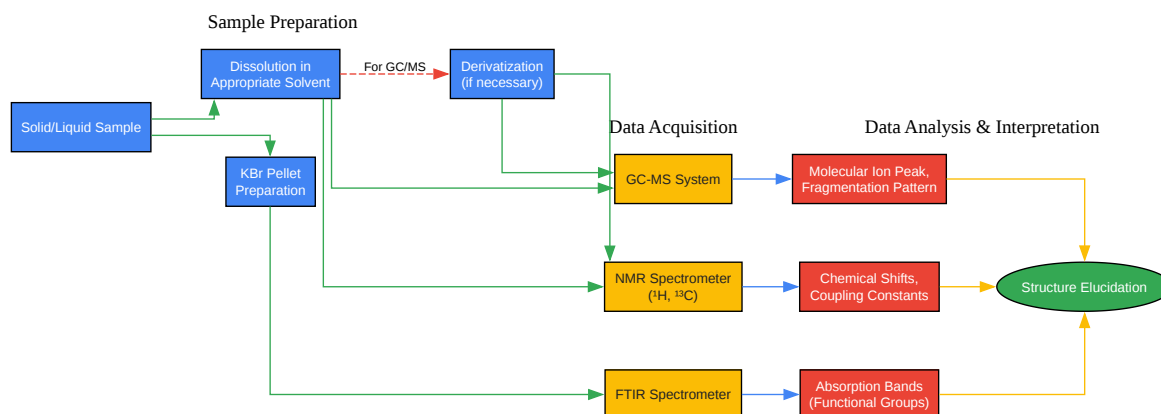 Sample Preparation
Dissolution in
Appropriate Solvent
For GC/MS
Derivatization
(if necessary)
Solid/Liquid Sample
KBr Pellet
Preparation
Data Acquisition
Data Analysis & Interpretation
GC-MS System
Molecular Ion Peak,
Fragmentation Pattern
NMR Spectrometer
(¹H, ¹³C)
Chemical Shifts,
Coupling Constants
Structure Elucidation
FTIR Spectrometer
Absorption Bands
(Functional Groups)